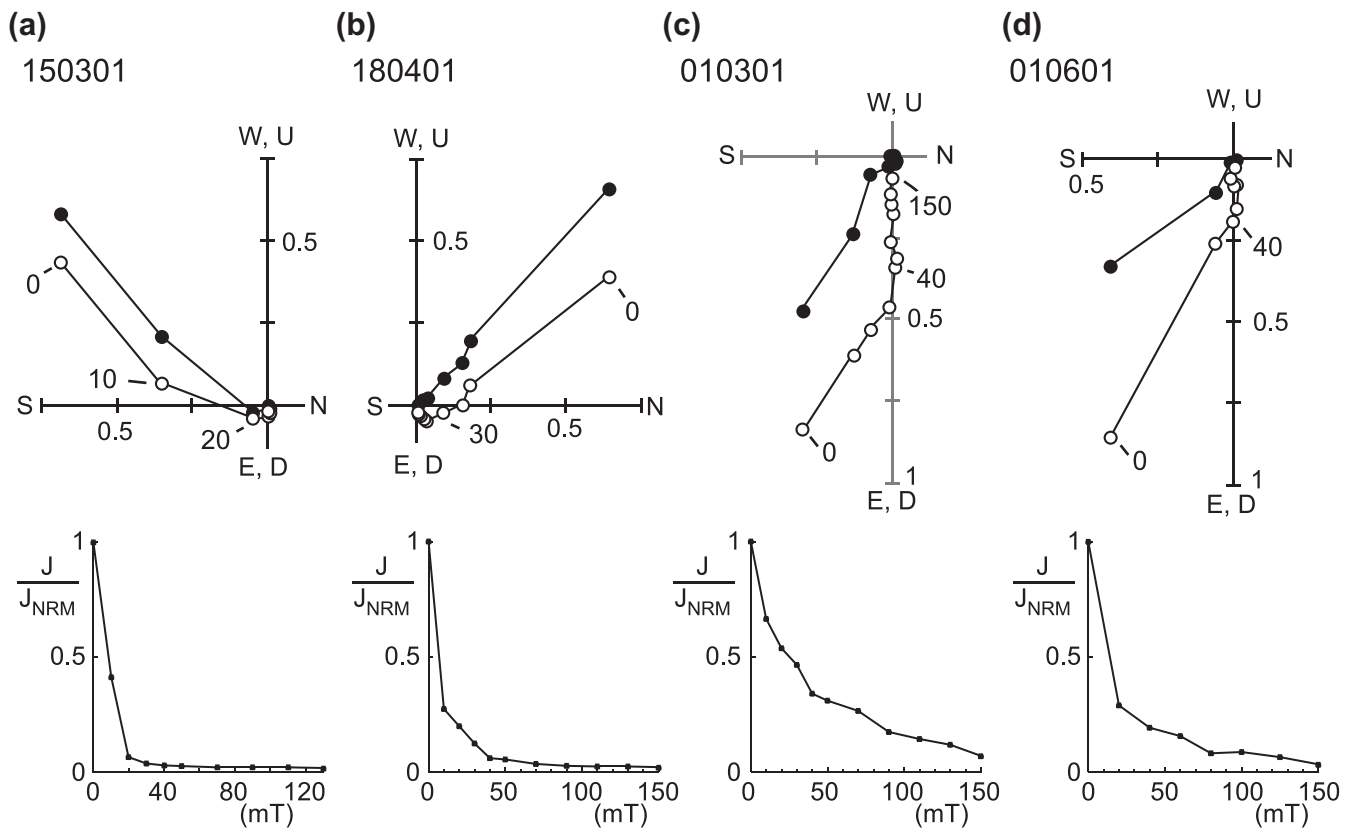 (a)
150301
W, U
0.5
0
10
S
N
0.5
20
E, D
(b)
180401
W, U
0.5
0
S
N
30
0.5
E, D
(c)
010301
W, U
S
N
150
40
0.5
0
1
E, D
(d)
010601
W, U
S
N
0.5
40
0.5
0
1
E, D
1
J
J_NRM
0.5
0
0 40 80 120
(mT)
1
J
J_NRM
0.5
0
0 50 100 150
(mT)
1
J
J_NRM
0.5
0
0 50 100 150
(mT)
1
J
J_NRM
0.5
0
0 50 100 150
(mT)